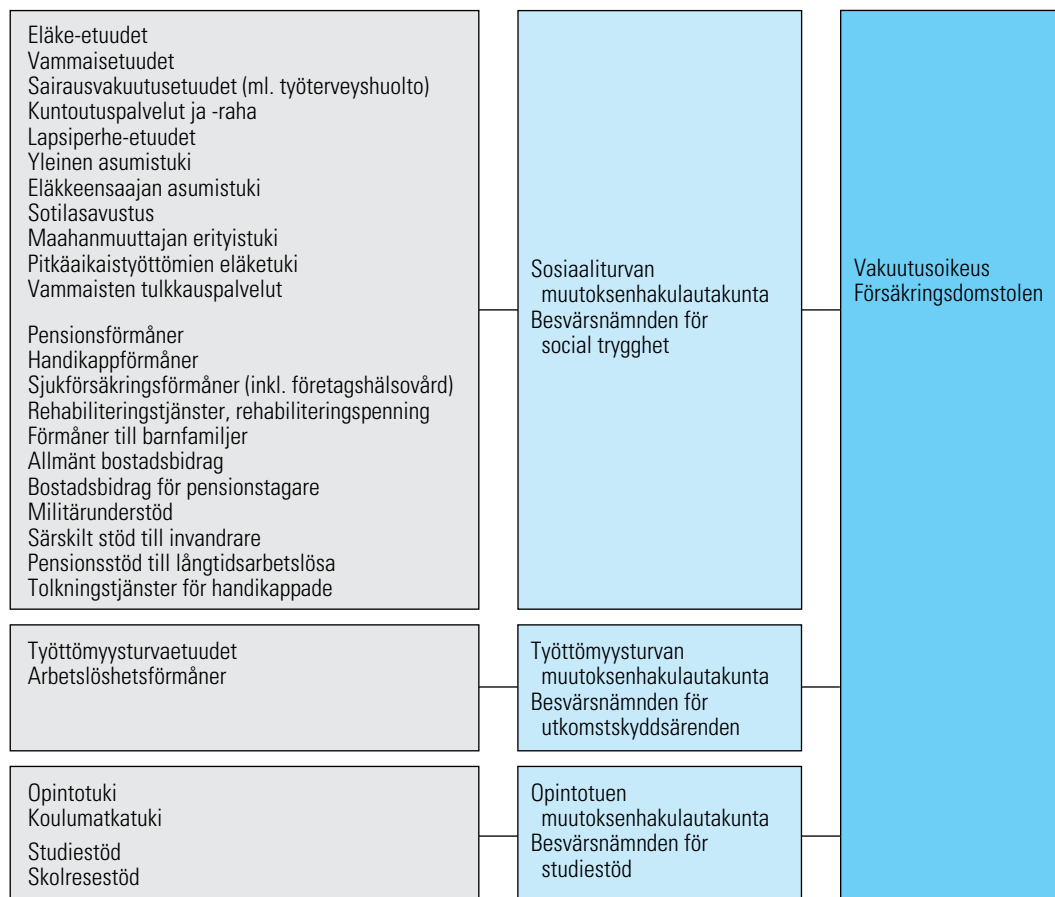 Eläke-etuudet
Vammaisetuudet
Sairausvakuutusetuudet (ml. työterveyshuolto)
Kuntoutuspalvelut ja -raha
Lapsiperhe-etuudet
Yleinen asumistuki
Eläkkeensaajan asumistuki
Sotilasavustus
Maahanmuuttajan erityistuki
Pitkäaikaistyöttömien eläketuki
Vammaisten tulkkauspalvelut
Pensionsförmåner
Handikappförmåner
Sjukförsäkringsförmåner (inkl. företagshälsovård)
Rehabiliteringstjänster, rehabiliteringspenning
Förmåner till barnfamiljer
Allmänt bostadsbidrag
Bostadsbidrag för pensionstagare
Militärunderstöd
Särskilt stöd till invandrare
Pensionsstöd till långtidsarbetslösa
Tolkningstjänster för handikappade
Sosiaaliturvan
muutoksenhakulautakunta
Besvärsnämnden för
social trygghet
Vakuutusoikeus
Försäkringsdomstolen
Työttömyysturvaetuudet
Arbetslöshetsförmåner
Työttömyysturvan
muutoksenhakulautakunta
Besvärsnämnden för
utkomstskyddsärenden
Opintotuki
Koulumatkatuki
Studiestöd
Skolresestöd
Opintotuen
muutoksenhakulautakunta
Besvärsnämnden för
studiestöd